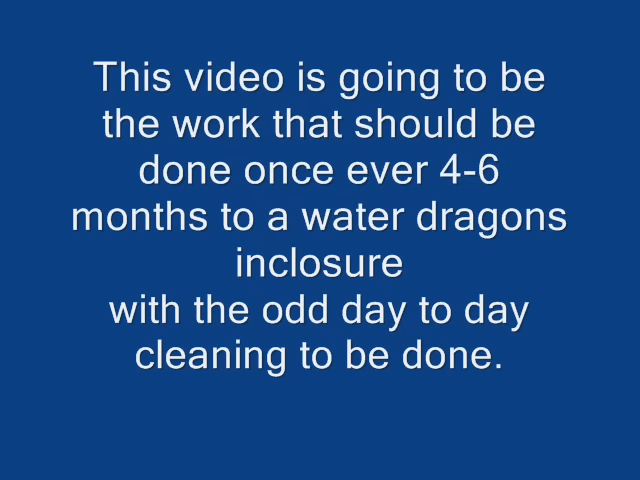 This video is going to be
the work that should be
done once ever 4-6
months to a water dragons
inclosure
with the odd day to day
cleaning to be done.